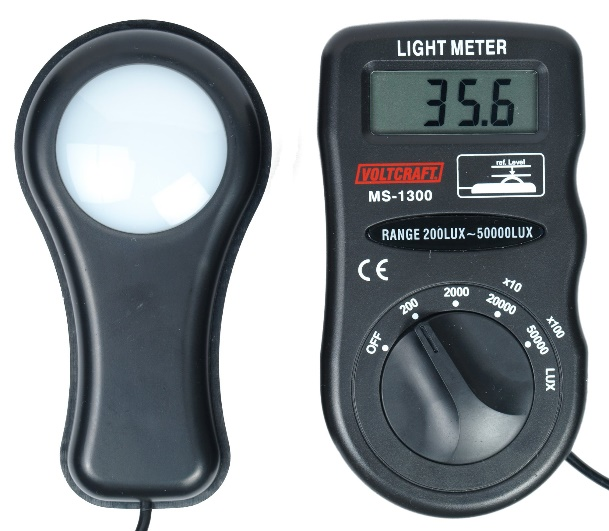 LIGHT METER
35.6
VOLTCRAFT.
ref. Level
MS-1300
RANGE 200LUX~50000LUX
CE
OFF
200
2000
x10
20000
x100
50000
LUX